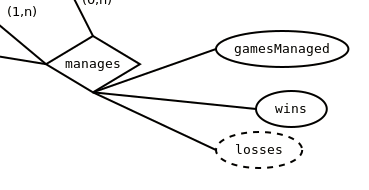 (0,n)
(1,n)
manages
gamesManaged
wins
losses